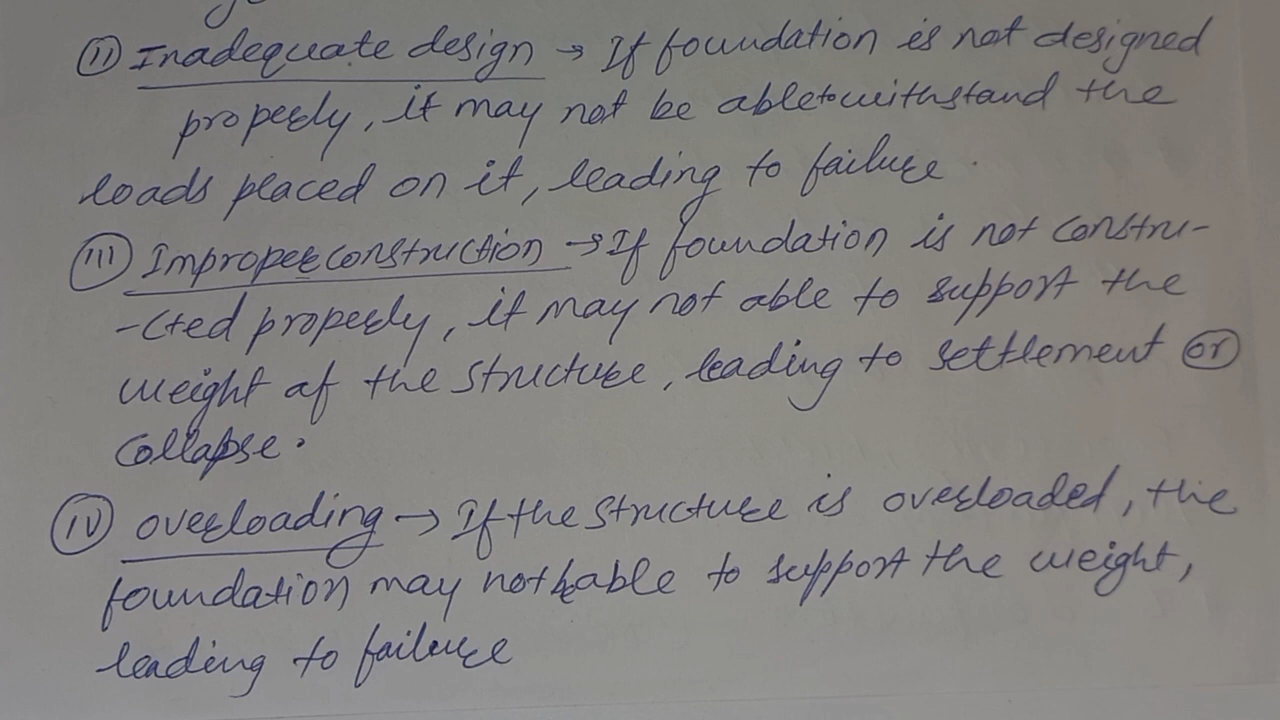 (ii) Inadequate design → If foundation is not designed
properly, it may not be able to withstand the
loads placed on it, leading to failure.
(iii) Improper construction → If foundation is not constru-
-cted properly, it may not able to support the
weight of the structure, leading to settlement or
collapse.
(iv) overloading → If the structure is overloaded, the
foundation may not be able to support the weight,
leading to failure